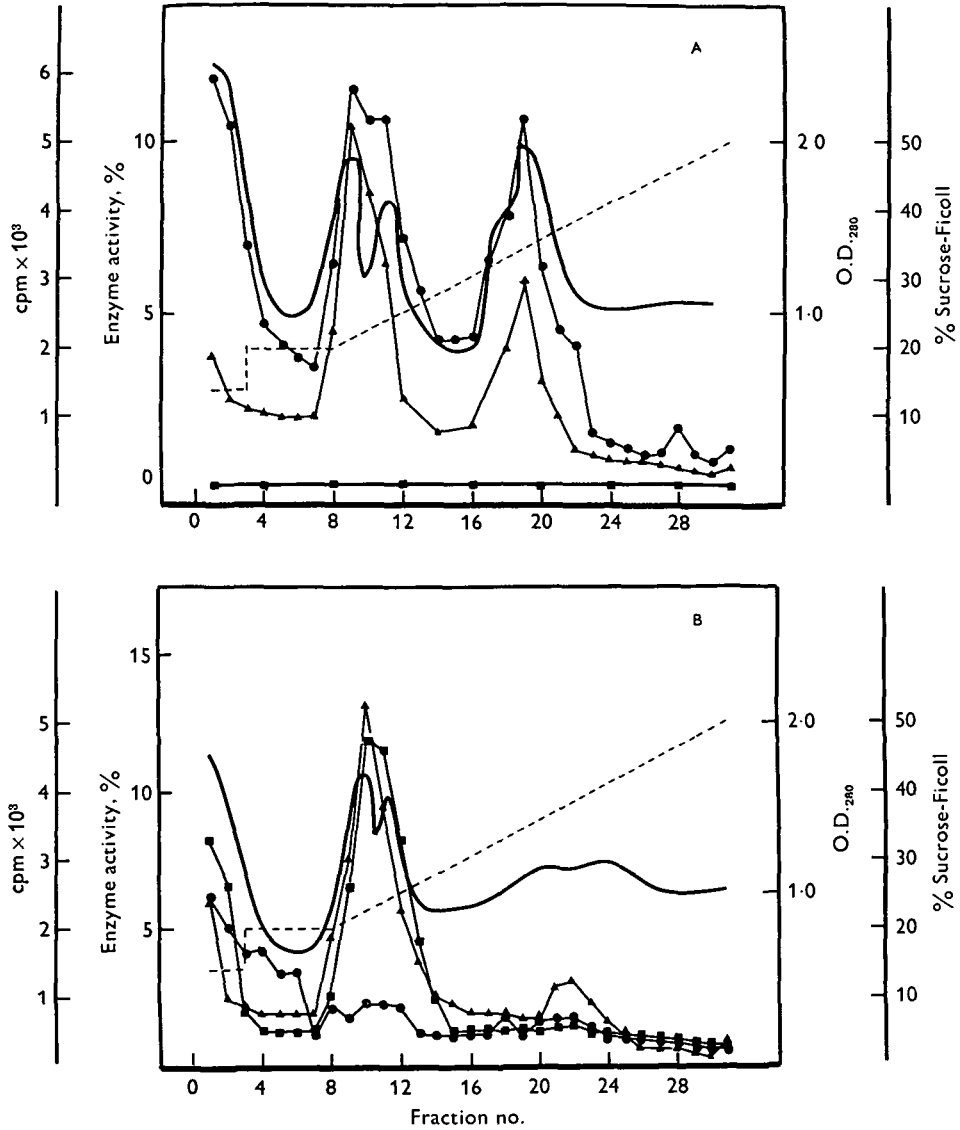 A
6
5
4
3
2
1
cpm × 10³
10
5
0
Enzyme activity, %
2·0
1·0
O.D.₂₈₀
50
40
30
20
10
% Sucrose-Ficoll
0 4 8 12 16 20 24 28
B
5
4
3
2
1
cpm × 10³
15
10
5
Enzyme activity, %
2·0
1·0
O.D.₂₈₀
50
40
30
20
10
% Sucrose-Ficoll
0 4 8 12 16 20 24 28
Fraction no.